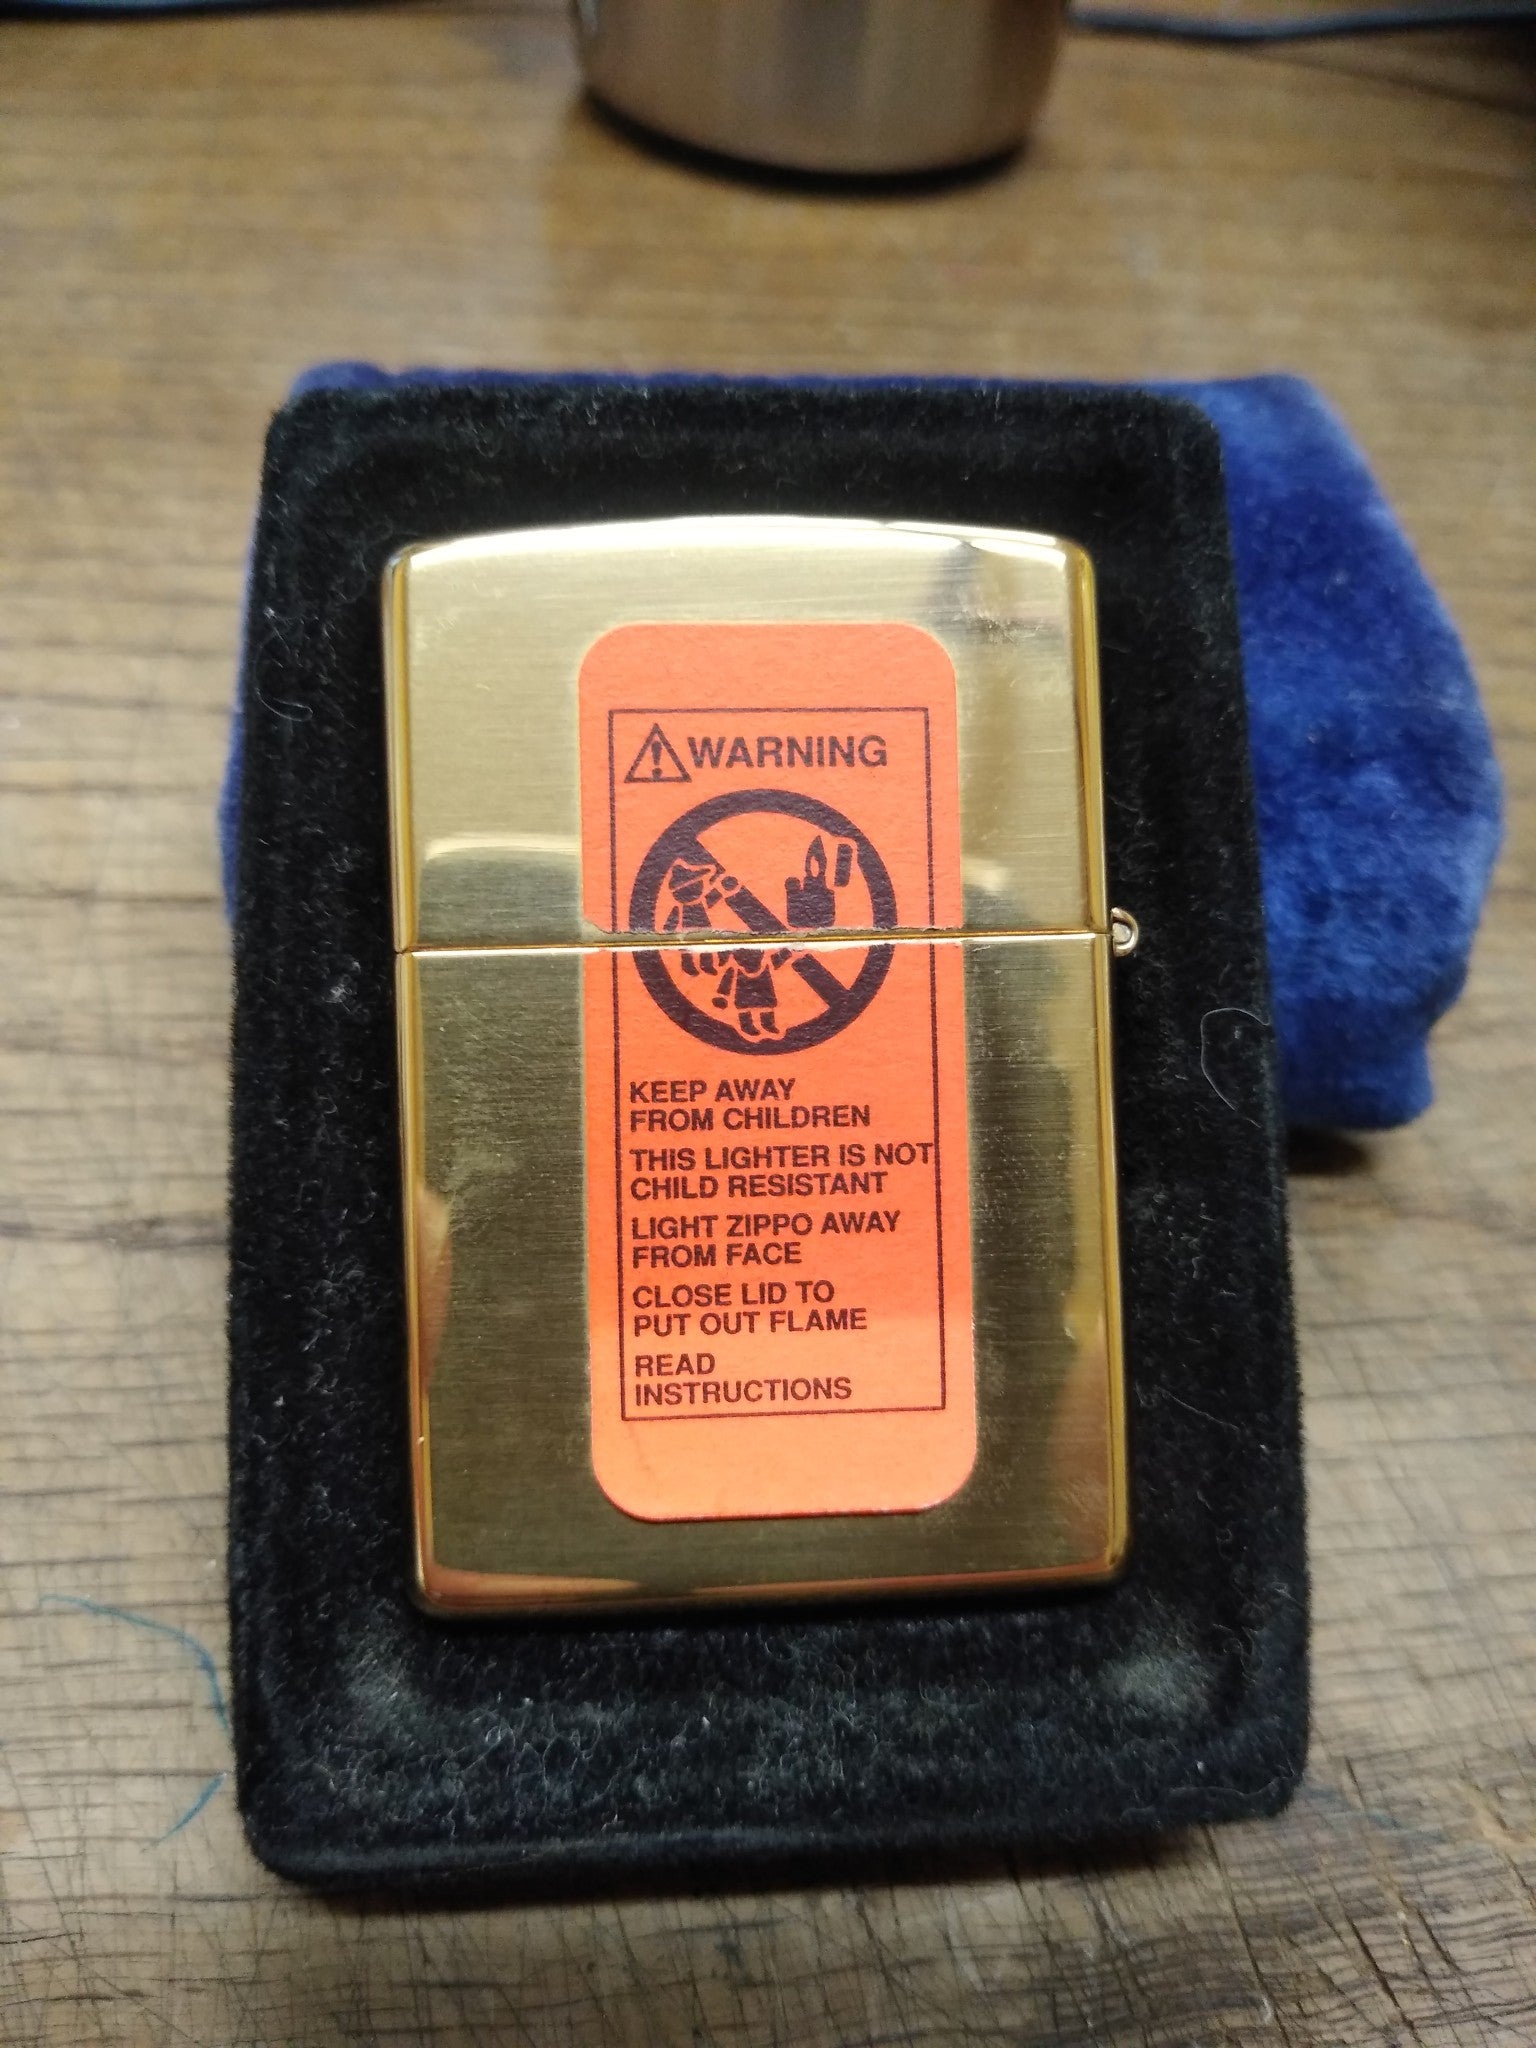 WARNING
KEEP AWAY
FROM CHILDREN
THIS LIGHTER IS NOT
CHILD RESISTANT
LIGHT ZIPPO AWAY
FROM FACE
CLOSE LID TO
PUT OUT FLAME
READ
INSTRUCTIONS